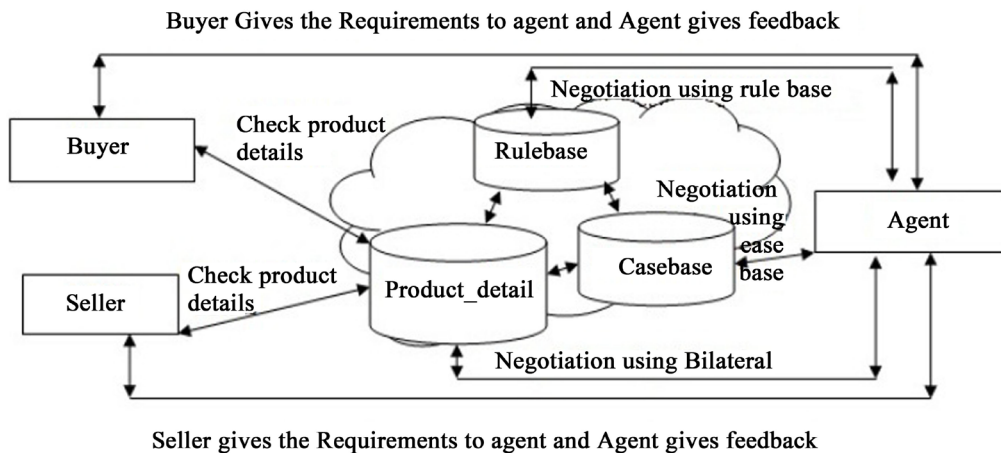 Buyer Gives the Requirements to agent and Agent gives feedback
Negotiation using rule base
Check product
details
Buyer
Rulebase
Negotiation
using
ease
base
Agent
Casebase
Check product
details
Seller
Product_detail
Negotiation using Bilateral
Seller gives the Requirements to agent and Agent gives feedback